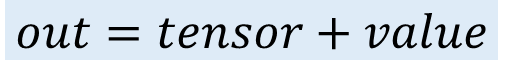 out = tensor + value